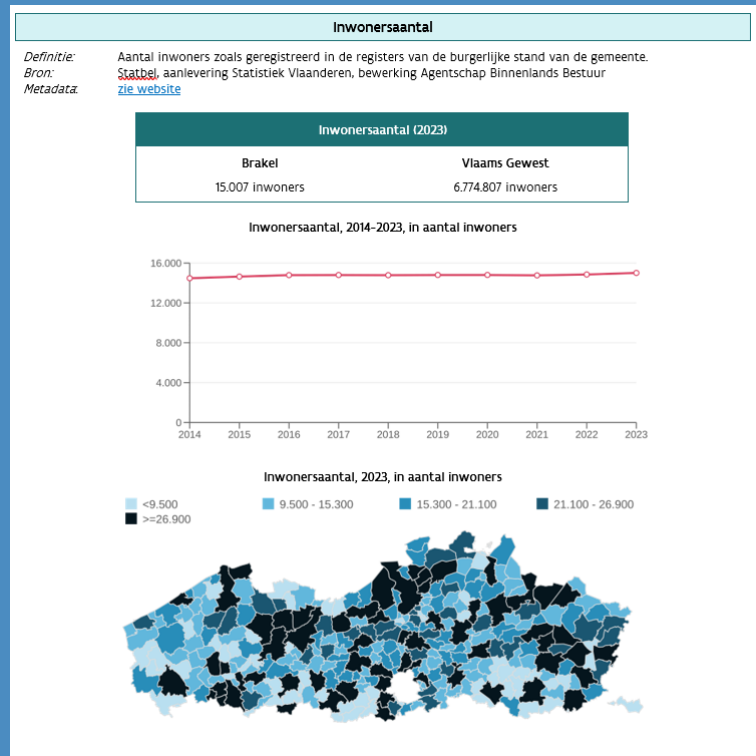 Inwonersaantal
Definitie: Aantal inwoners zoals geregistreerd in de registers van de burgerlijke stand van de gemeente.
Bron: Statbel, aanlevering Statistiek Vlaanderen, bewerking Agentschap Binnenlands Bestuur
Metadata: zie website
Inwonersaantal (2023)
Brakel Vlaams Gewest
15.007 inwoners 6.774.807 inwoners
Inwonersaantal, 2014-2023, in aantal inwoners
16.000
12.000
8.000
4.000
0
2014 2015 2016 2017 2018 2019 2020 2021 2022 2023
Inwonersaantal, 2023, in aantal inwoners
<9.500 9.500 - 15.300 15.300 - 21.100 21.100 - 26.900
>=26.900